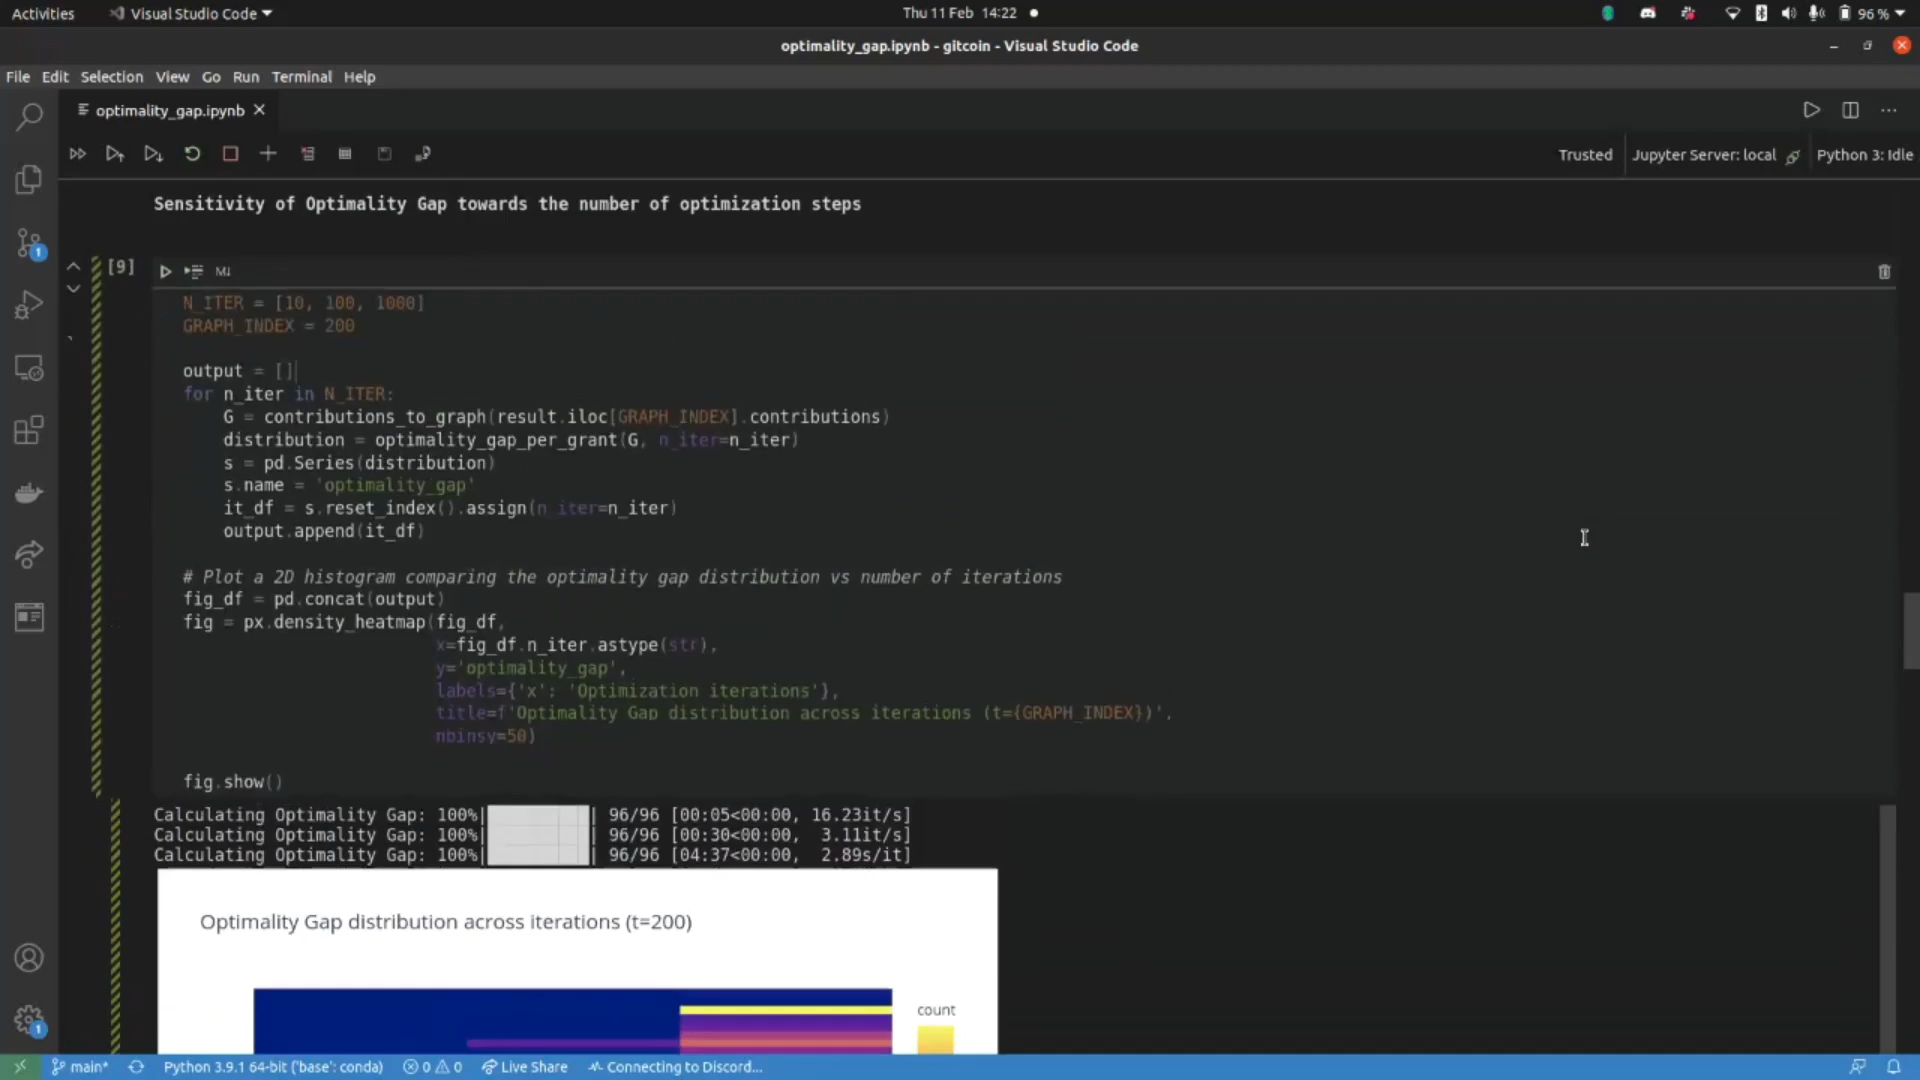 Activities Visual Studio Code Thu 11 Feb 14:22 96 %
optimality_gap.ipynb - gitcoin - Visual Studio Code
File Edit Selection View Go Run Terminal Help
optimality_gap.ipynb
Trusted Jupyter Server: local Python 3: Idle
Sensitivity of Optimality Gap towards the number of optimization steps
[9] M↓
N_ITER = [10, 100, 1000]
GRAPH_INDEX = 200
output = []
for n_iter in N_ITER:
    G = contributions_to_graph(result.iloc[GRAPH_INDEX].contributions)
    distribution = optimality_gap_per_grant(G, n_iter=n_iter)
    s = pd.Series(distribution)
    s.name = 'optimality_gap'
    it_df = s.reset_index().assign(n_iter=n_iter)
    output.append(it_df)
# Plot a 2D histogram comparing the optimality gap distribution vs number of iterations
fig_df = pd.concat(output)
fig = px.density_heatmap(fig_df,
                         x=fig_df.n_iter.astype(str),
                         y='optimality_gap',
                         labels={'x': 'Optimization iterations'},
                         title=f'Optimality Gap distribution across iterations (t={GRAPH_INDEX})',
                         nbinsy=50)
fig.show()
Calculating Optimality Gap: 100%| | 96/96 [00:05<00:00, 16.23it/s]
Calculating Optimality Gap: 100%| | 96/96 [00:30<00:00,  3.11it/s]
Calculating Optimality Gap: 100%| | 96/96 [04:37<00:00,  2.89s/it]
Optimality Gap distribution across iterations (t=200)
count
1
1
main* Python 3.9.1 64-bit ('base': conda) 0 0 Live Share Connecting to Discord...